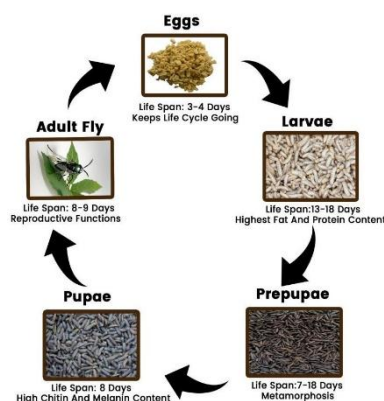 Eggs
Life Span: 3-4 Days
Keeps Life Cycle Going
Larvae
Life Span:13-18 Days
Highest Fat And Protein Content
Prepupae
Life Span:7-18 Days
Metamorphosis
Pupae
Life Span: 8 Days
High Chitin And Melanin Content
Adult Fly
Life Span: 8-9 Days
Reproductive Functions